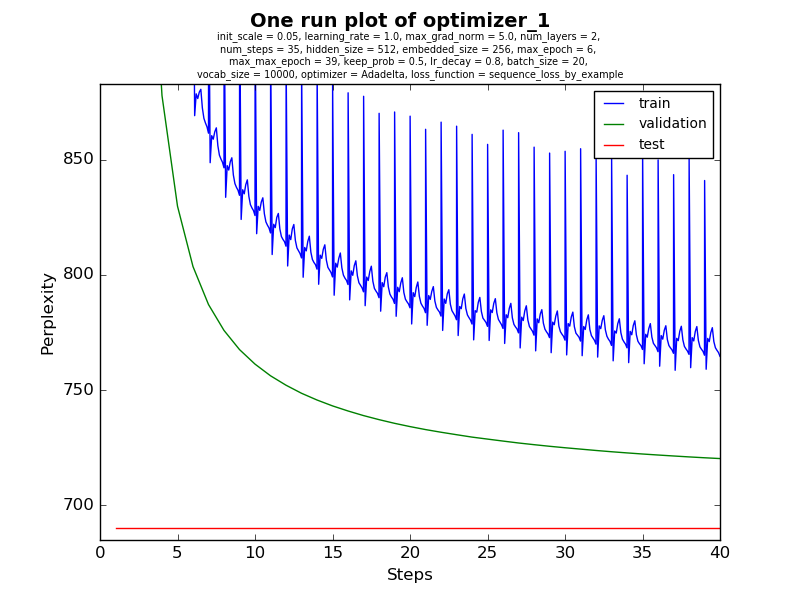 One run plot of optimizer_1
init_scale = 0.05, learning_rate = 1.0, max_grad_norm = 5.0, num_layers = 2,
num_steps = 35, hidden_size = 512, embedded_size = 256, max_epoch = 6,
max_max_epoch = 39, keep_prob = 0.5, lr_decay = 0.8, batch_size = 20,
vocab_size = 10000, optimizer = Adadelta, loss_function = sequence_loss_by_example
train
validation
test
850
800
750
700
Perplexity
0 5 10 15 20 25 30 35 40
Steps